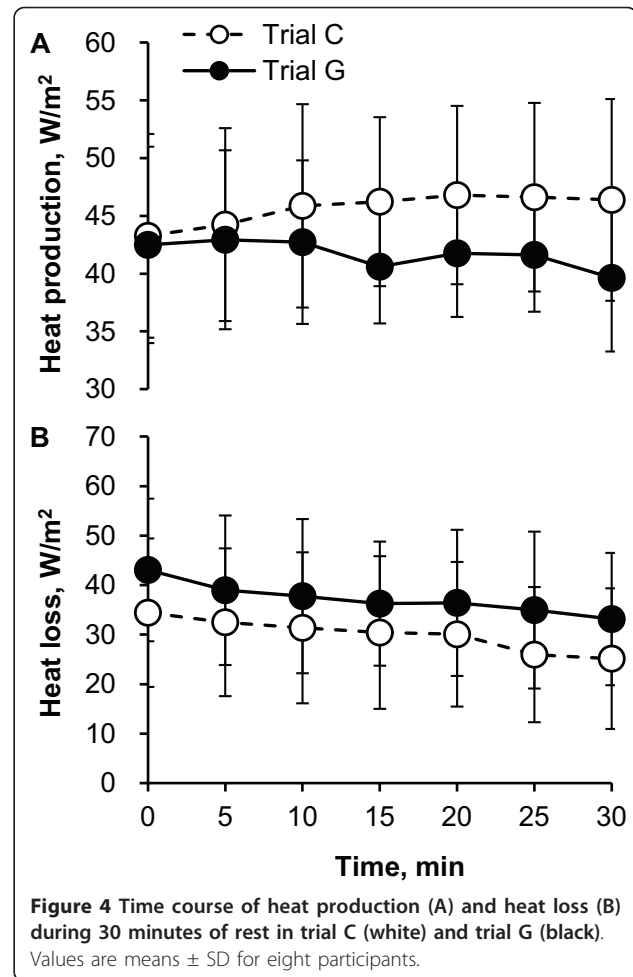 A
Trial C
Trial G
Heat production, W/m²
60
55
50
45
40
35
30
B
Heat loss, W/m²
70
60
50
40
30
20
10
0
0 5 10 15 20 25 30
Time, min
Figure 4 Time course of heat production (A) and heat loss (B)
during 30 minutes of rest in trial C (white) and trial G (black).
Values are means ± SD for eight participants.